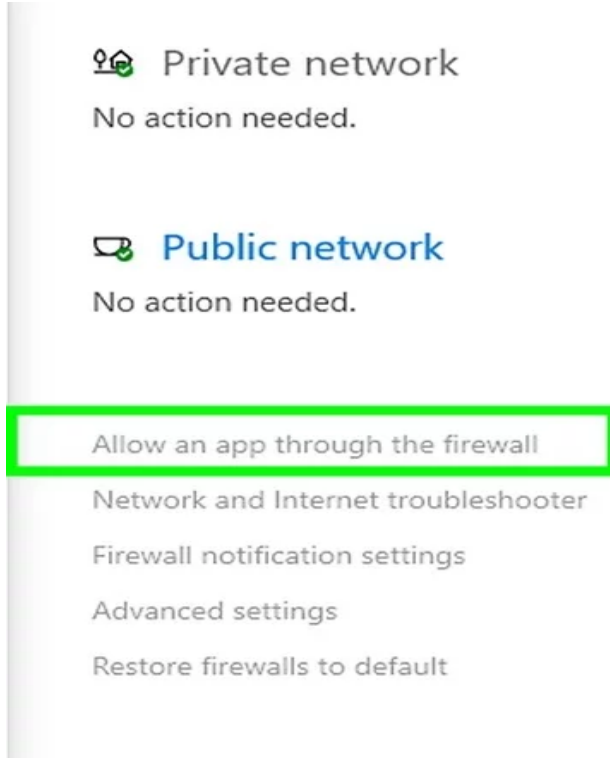 Private network
No action needed.
Public network
No action needed.
Allow an app through the firewall
Network and Internet troubleshooter
Firewall notification settings
Advanced settings
Restore firewalls to default